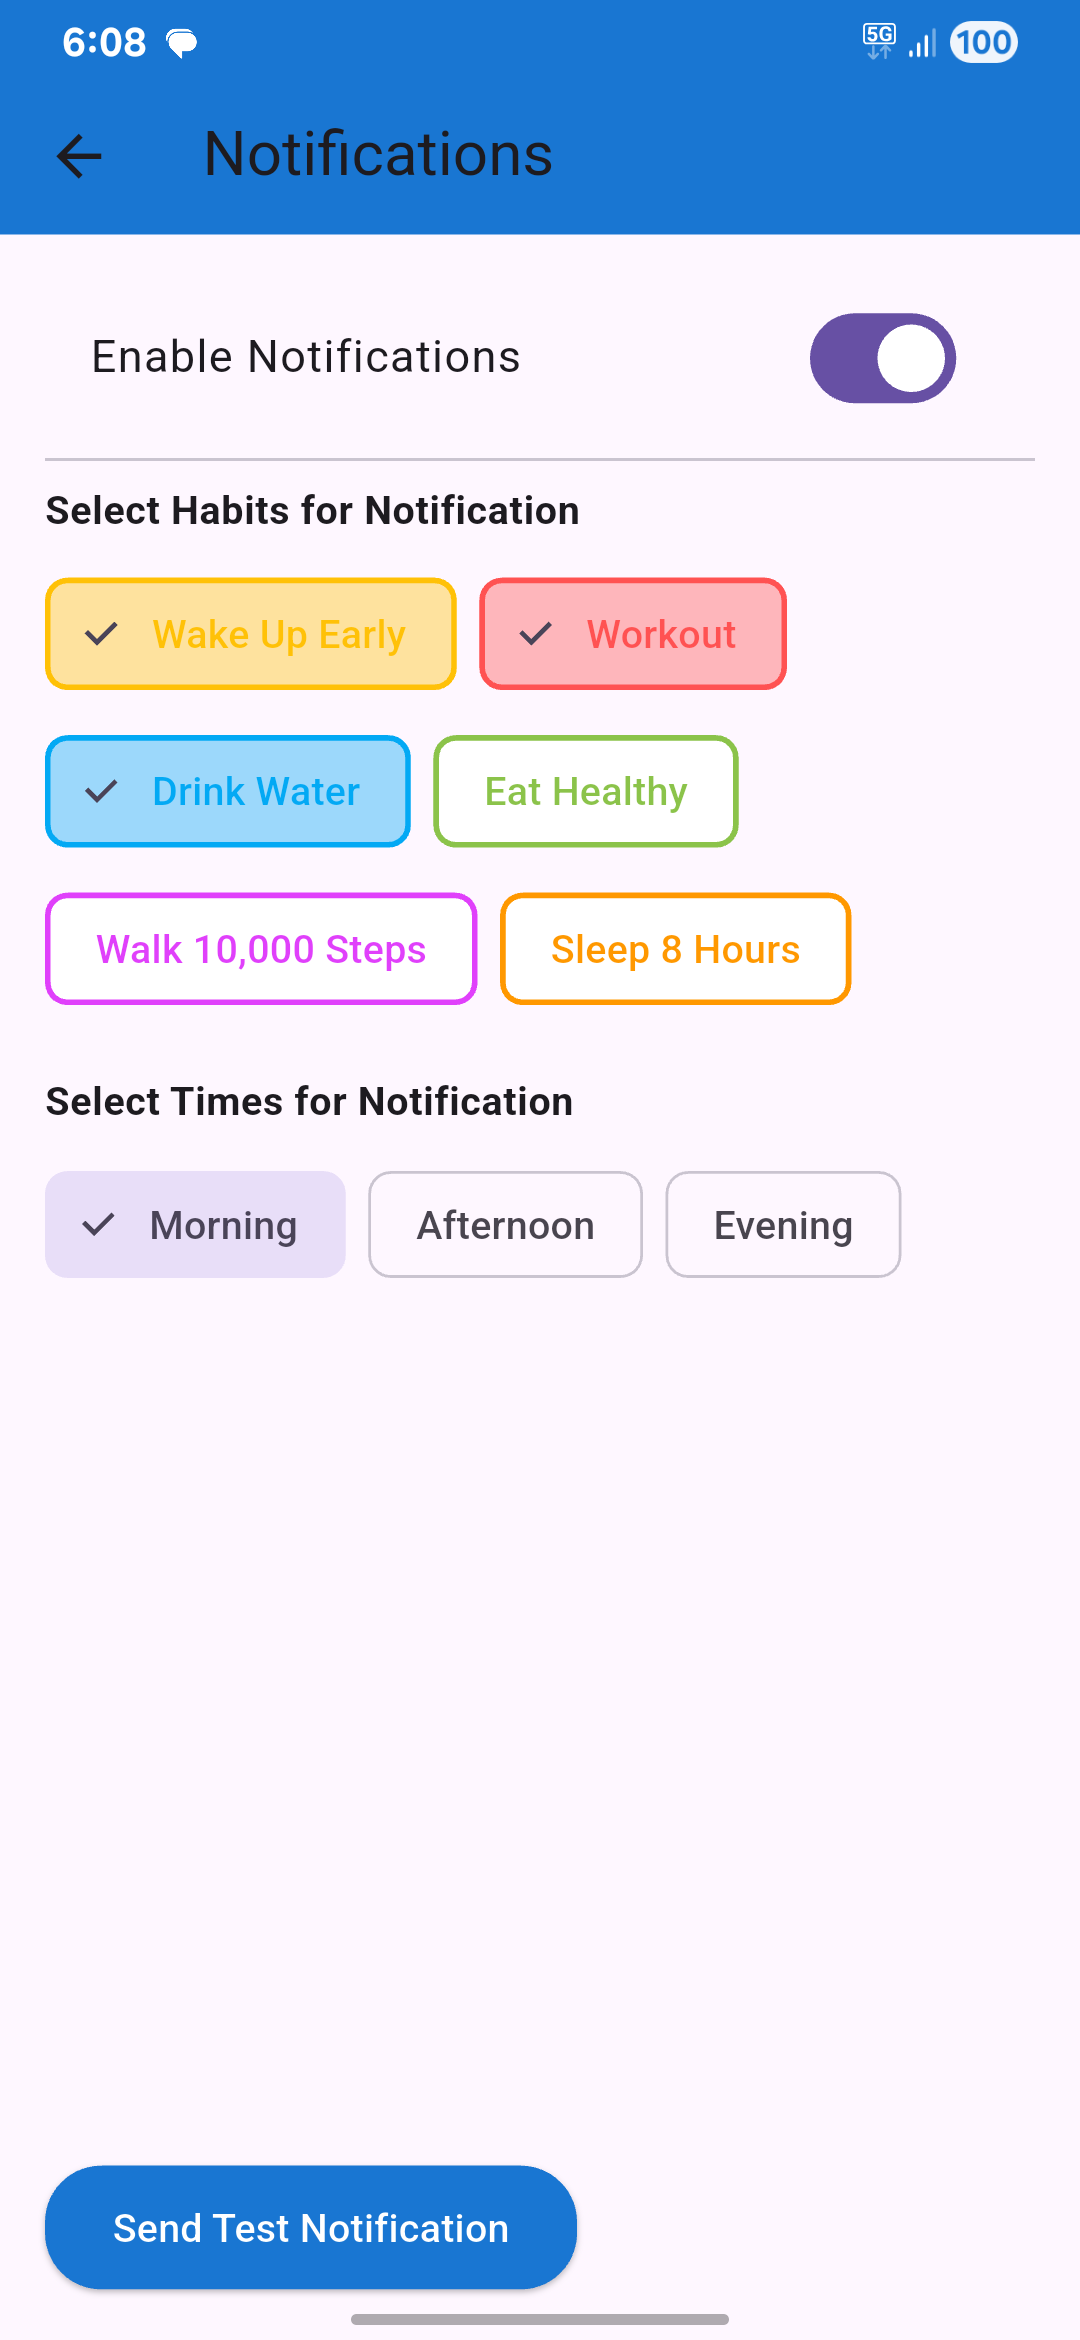 6:08 5G 100
Notifications
Enable Notifications
Select Habits for Notification
Wake Up Early Workout
Drink Water Eat Healthy
Walk 10,000 Steps Sleep 8 Hours
Select Times for Notification
Morning Afternoon Evening
Send Test Notification